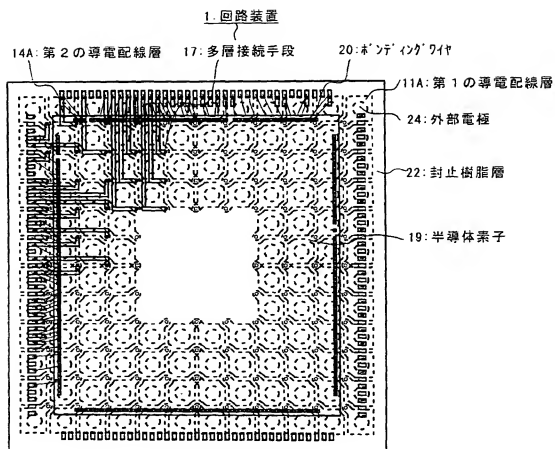 1.回路装置
14A:第2の導電配線層
17:多層接続手段
20:ボンディングワイヤ
11A:第1の導電配線層
24:外部電極
22:封止樹脂層
19:半導体素子